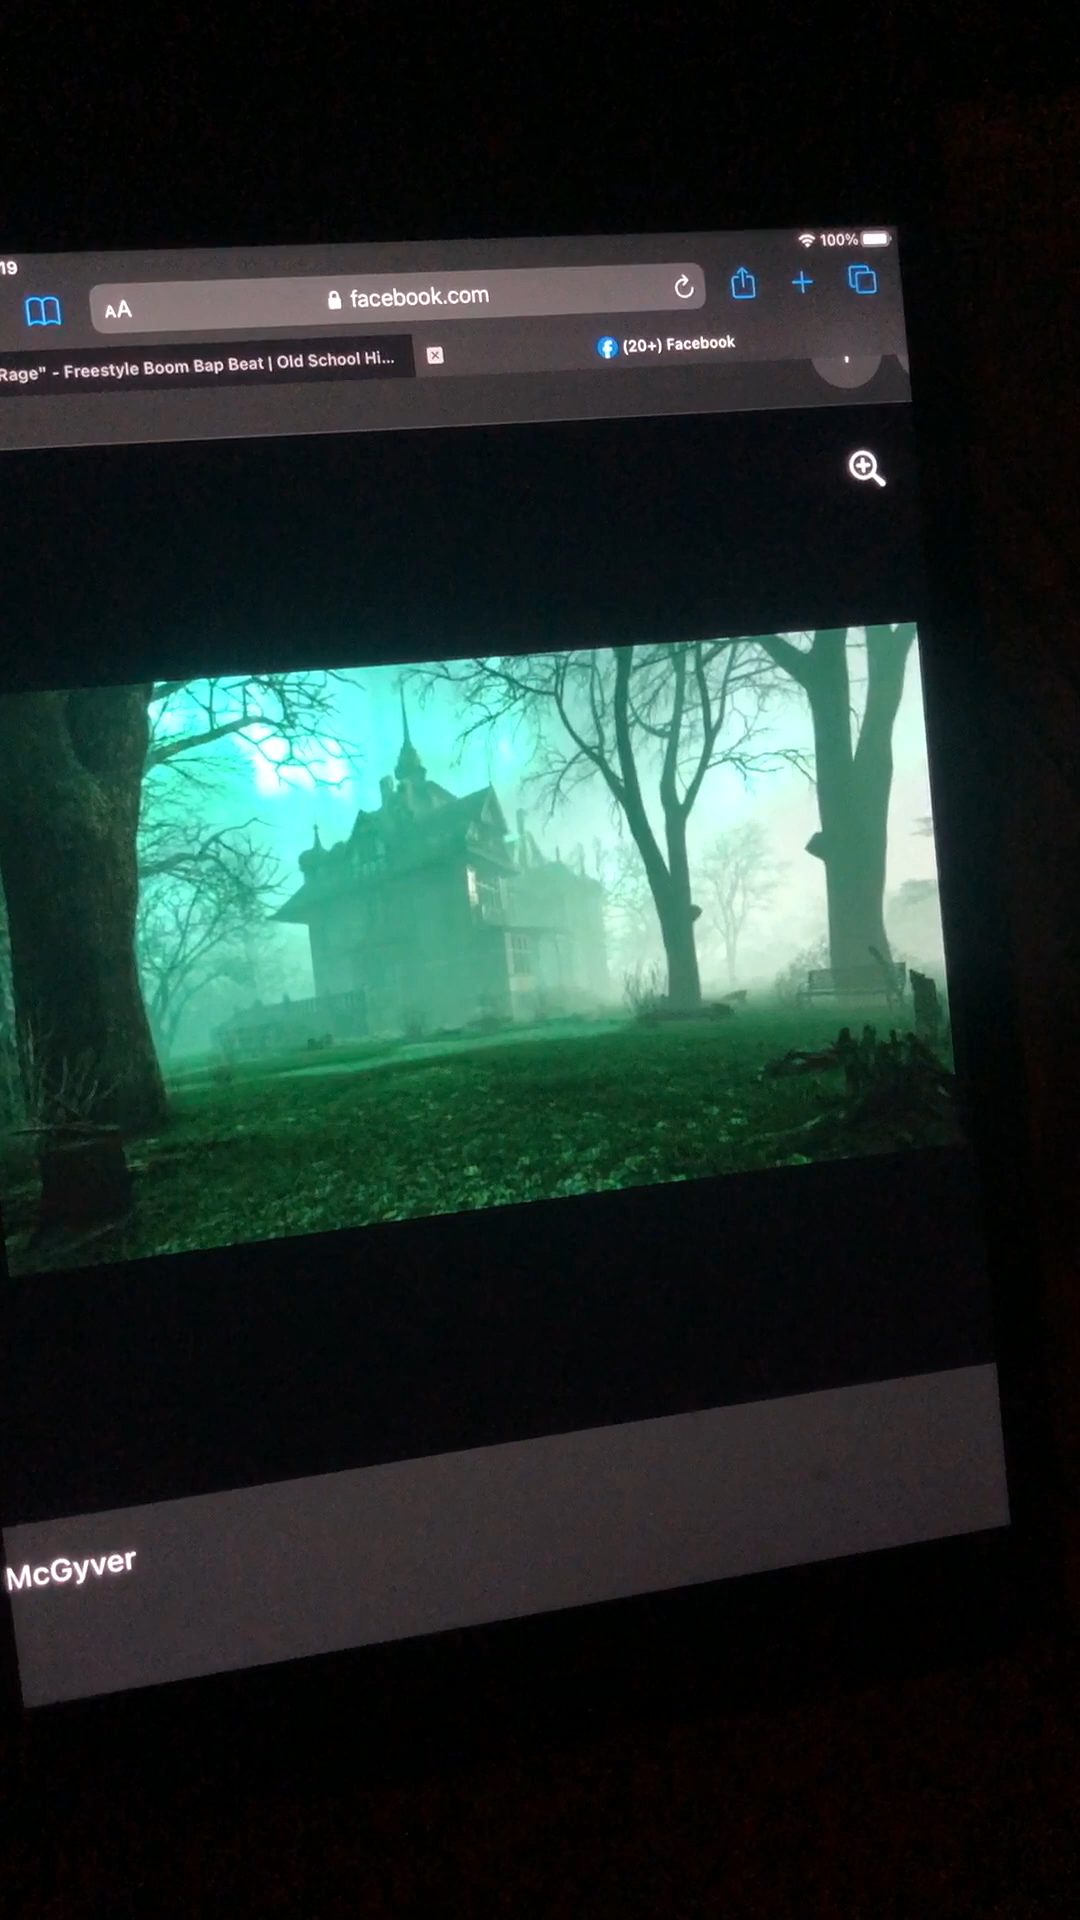 19
100%
AA
facebook.com
Rage" - Freestyle Boom Bap Beat | Old School Hi...
(20+) Facebook
McGyver